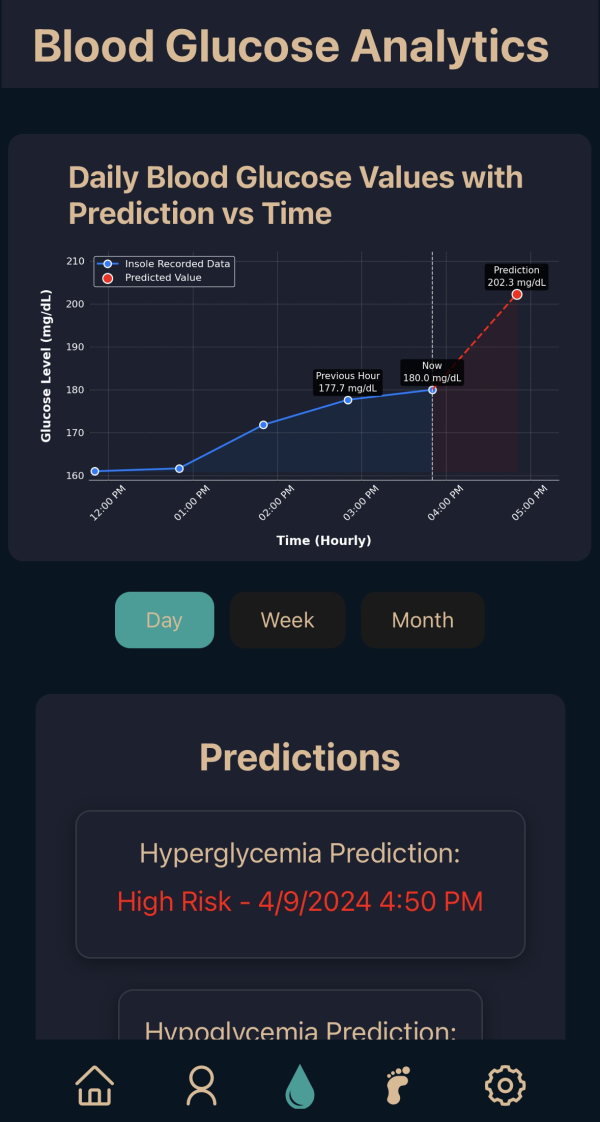 Blood Glucose Analytics
Daily Blood Glucose Values with
Prediction vs Time
Insole Recorded Data
Predicted Value
Glucose Level (mg/dL)
210
200
190
180
170
160
Previous Hour
177.7 mg/dL
Now
180.0 mg/dL
Prediction
202.3 mg/dL
12:00 PM
01:00 PM
02:00 PM
03:00 PM
04:00 PM
05:00 PM
Time (Hourly)
Day
Week
Month
Predictions
Hyperglycemia Prediction:
High Risk - 4/9/2024 4:50 PM
Hypoglycemia Prediction: